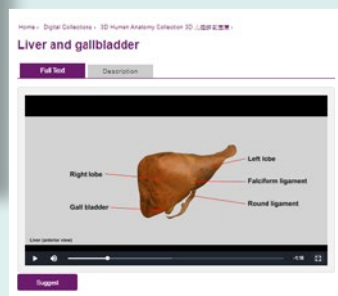 Home › Digital Collections › 3D Human Anatomy Collection 3D
Liver and gallbladder
Full Text
Description
Left lobe
Right lobe
Falciform ligament
Round ligament
Gall bladder
Liver (anterior view)
Suggest